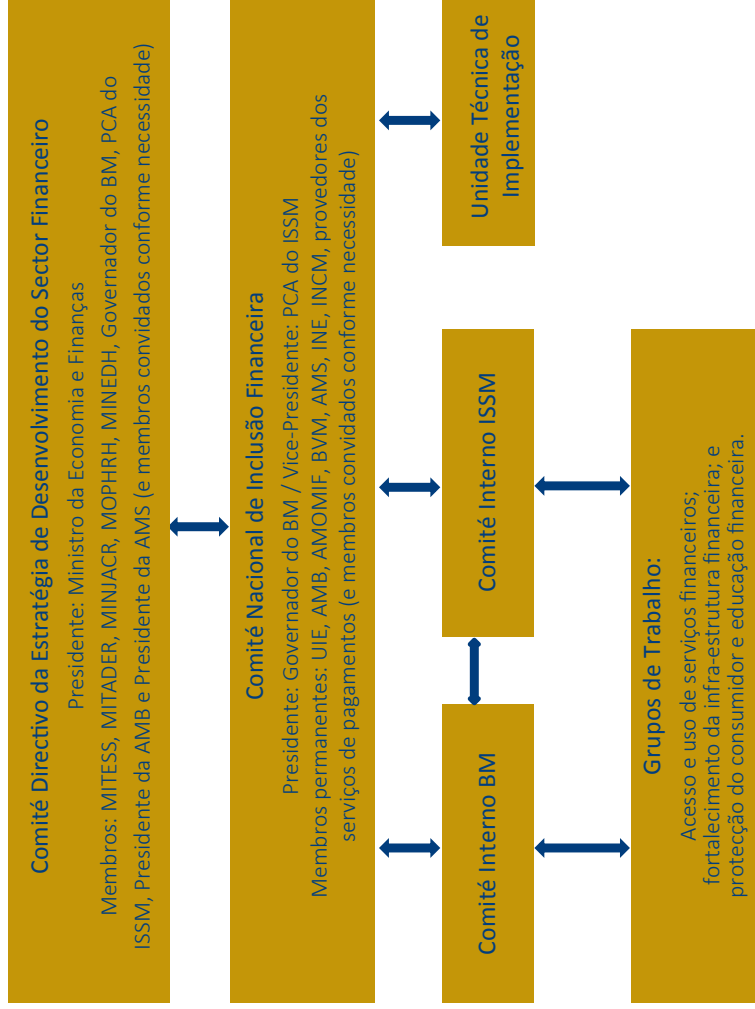 Comité Directivo da Estratégia de Desenvolvimento do Sector Financeiro
Presidente: Ministro da Economia e Finanças
Membros: MITESS, MITADER, MINJACR, MOPHRH, MINEDH, Governador do BM, PCA do
ISSM, Presidente da AMB e Presidente da AMS (e membros convidados conforme necessidade)
Comité Nacional de Inclusão Financeira
Presidente: Governador do BM / Vice-Presidente: PCA do ISSM
Membros permanentes: UIE, AMB, AMOMIF, BVM, AMS, INE, INCM, provedores dos
serviços de pagamentos (e membros convidados conforme necessidade)
Comité Interno BM
Comité Interno ISSM
Unidade Técnica de
Implementação
Grupos de Trabalho:
Acesso e uso de serviços financeiros;
fortalecimento da infra-estrutura financeira; e
protecção do consumidor e educação financeira.